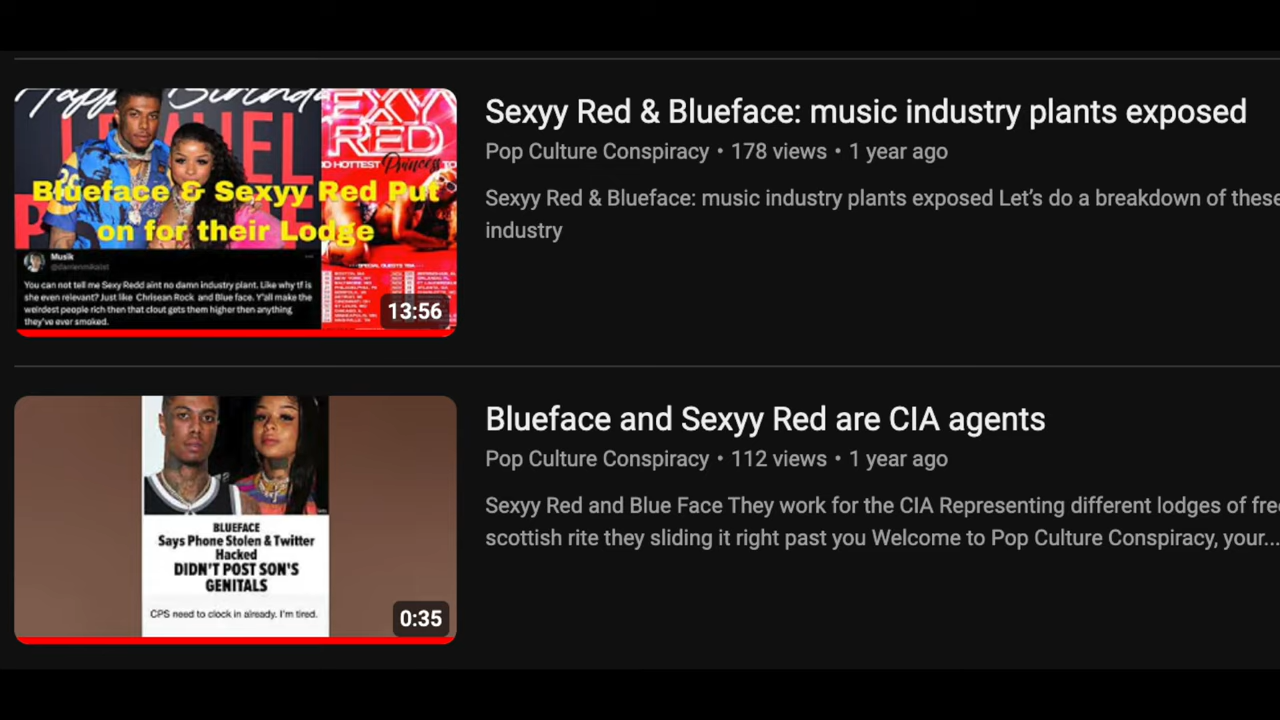 Happy Birthday
Blueface & Sexyy Red Put
on for their Lodge
SEXY
RED
HOTTEST Princess
SPECIAL GUESTS
Musik
You can not tell me Sexy Redd aint no damn industry plant. Like why tf is
she even relevant? Just like Chrisean Rock and Blue face. Y'all make the
weirdest people rich then that clout gets them higher then anything
they've ever smoked.
13:56
Sexyy Red & Blueface: music industry plants exposed
Pop Culture Conspiracy • 178 views • 1 year ago
Sexyy Red & Blueface: music industry plants exposed Let's do a breakdown of these
industry
BLUEFACE
Says Phone Stolen & Twitter
Hacked
DIDN'T POST SON'S
GENITALS
CPS need to clock in already. I'm tired.
0:35
Blueface and Sexyy Red are CIA agents
Pop Culture Conspiracy • 112 views • 1 year ago
Sexyy Red and Blue Face They work for the CIA Representing different lodges of fre
scottish rite they sliding it right past you Welcome to Pop Culture Conspiracy, your...